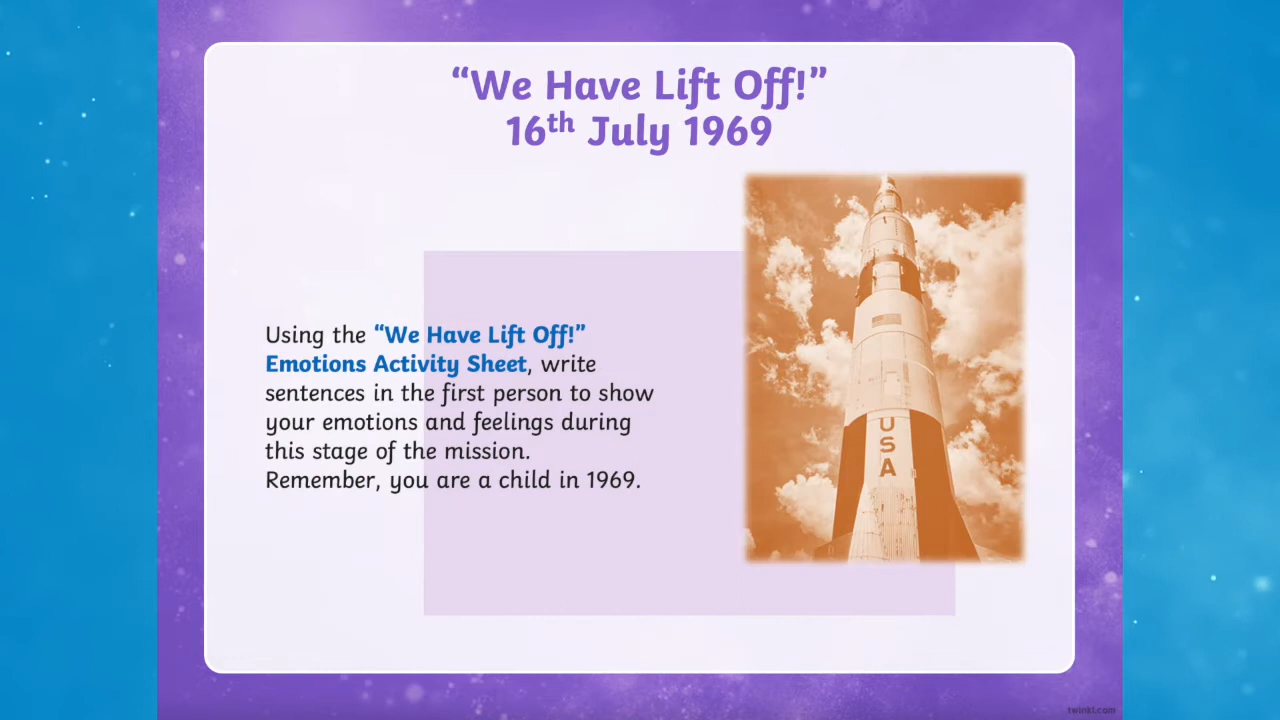 “We Have Lift Off!”
16th July 1969
Using the “We Have Lift Off!”
Emotions Activity Sheet, write
sentences in the first person to show
your emotions and feelings during
this stage of the mission.
Remember, you are a child in 1969.
USA
twinkl.com